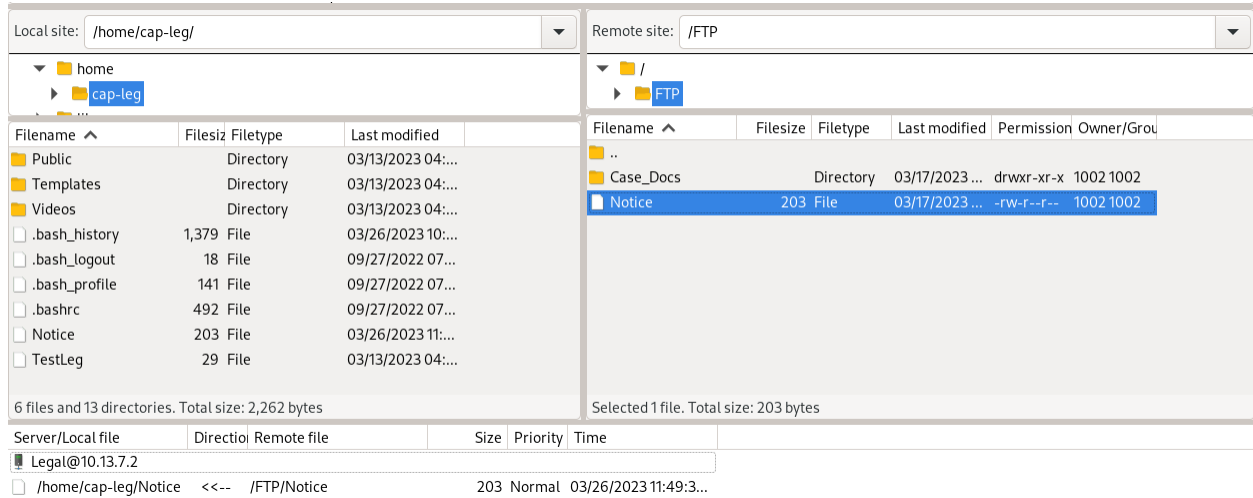 Local site: /home/cap-leg/
home
cap-leg
Filename Filesiz Filetype Last modified
Public Directory 03/13/2023 04:...
Templates Directory 03/13/2023 04:...
Videos Directory 03/13/2023 04:...
.bash_history 1,379 File 03/26/2023 10:...
.bash_logout 18 File 09/27/2022 07...
.bash_profile 141 File 09/27/2022 07...
.bashrc 492 File 09/27/2022 07...
Notice 203 File 03/26/2023 11:...
TestLeg 29 File 03/13/2023 04:...
6 files and 13 directories. Total size: 2,262 bytes
Remote site: /FTP
/
FTP
Filename Filesize Filetype Last modified Permission Owner/Grou
..
Case_Docs Directory 03/17/2023 ... drwxr-xr-x 1002 1002
Notice 203 File 03/17/2023 ... -rw-r--r-- 1002 1002
Selected 1 file. Total size: 203 bytes
Server/Local file Direction Remote file Size Priority Time
Legal@10.13.7.2
/home/cap-leg/Notice <<-- /FTP/Notice 203 Normal 03/26/2023 11:49:3...